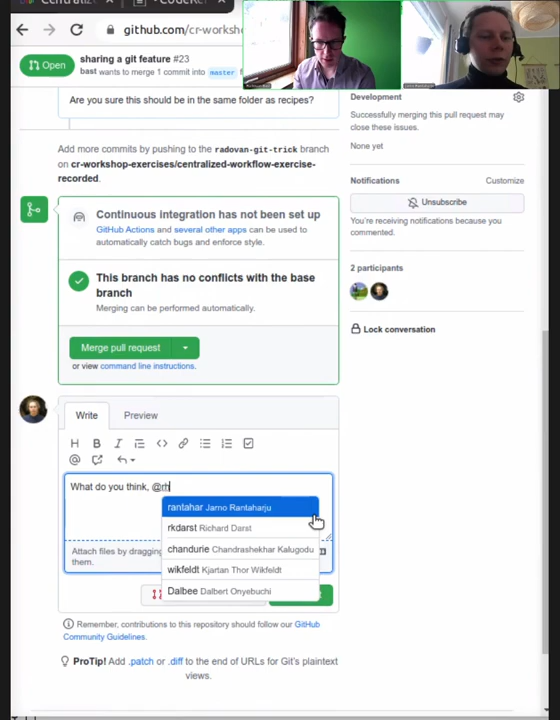 github.com/cr-worksh
Open
sharing a git feature #23
bast wants to merge 1 commit into master
Are you sure this should be in the same folder as recipes?
Add more commits by pushing to the radovan-git-trick branch
on cr-workshop-exercises/centralized-workflow-exercise-
recorded.
Continuous integration has not been set up
GitHub Actions and several other apps can be used to
automatically catch bugs and enforce style.
This branch has no conflicts with the base
branch
Merging can be performed automatically.
Merge pull request
or view command line instructions.
Development
Successfully merging this pull request may
close these issues.
None yet
Notifications
Customize
Unsubscribe
You're receiving notifications because you
commented.
2 participants
Lock conversation
Write
Preview
H B I
What do you think, @rh
rantahar Jarno Rantaharju
rkdarst Richard Darst
chandurie Chandrashekhar Kalugodu
wikfeldt Kjartan Thor Wikfeldt
Dalbee Dalbert Onyebuchi
Attach files by dragging
them.
Remember, contributions to this repository should follow our GitHub
Community Guidelines.
ProTip! Add .patch or .diff to the end of URLs for Git's plaintext
views.